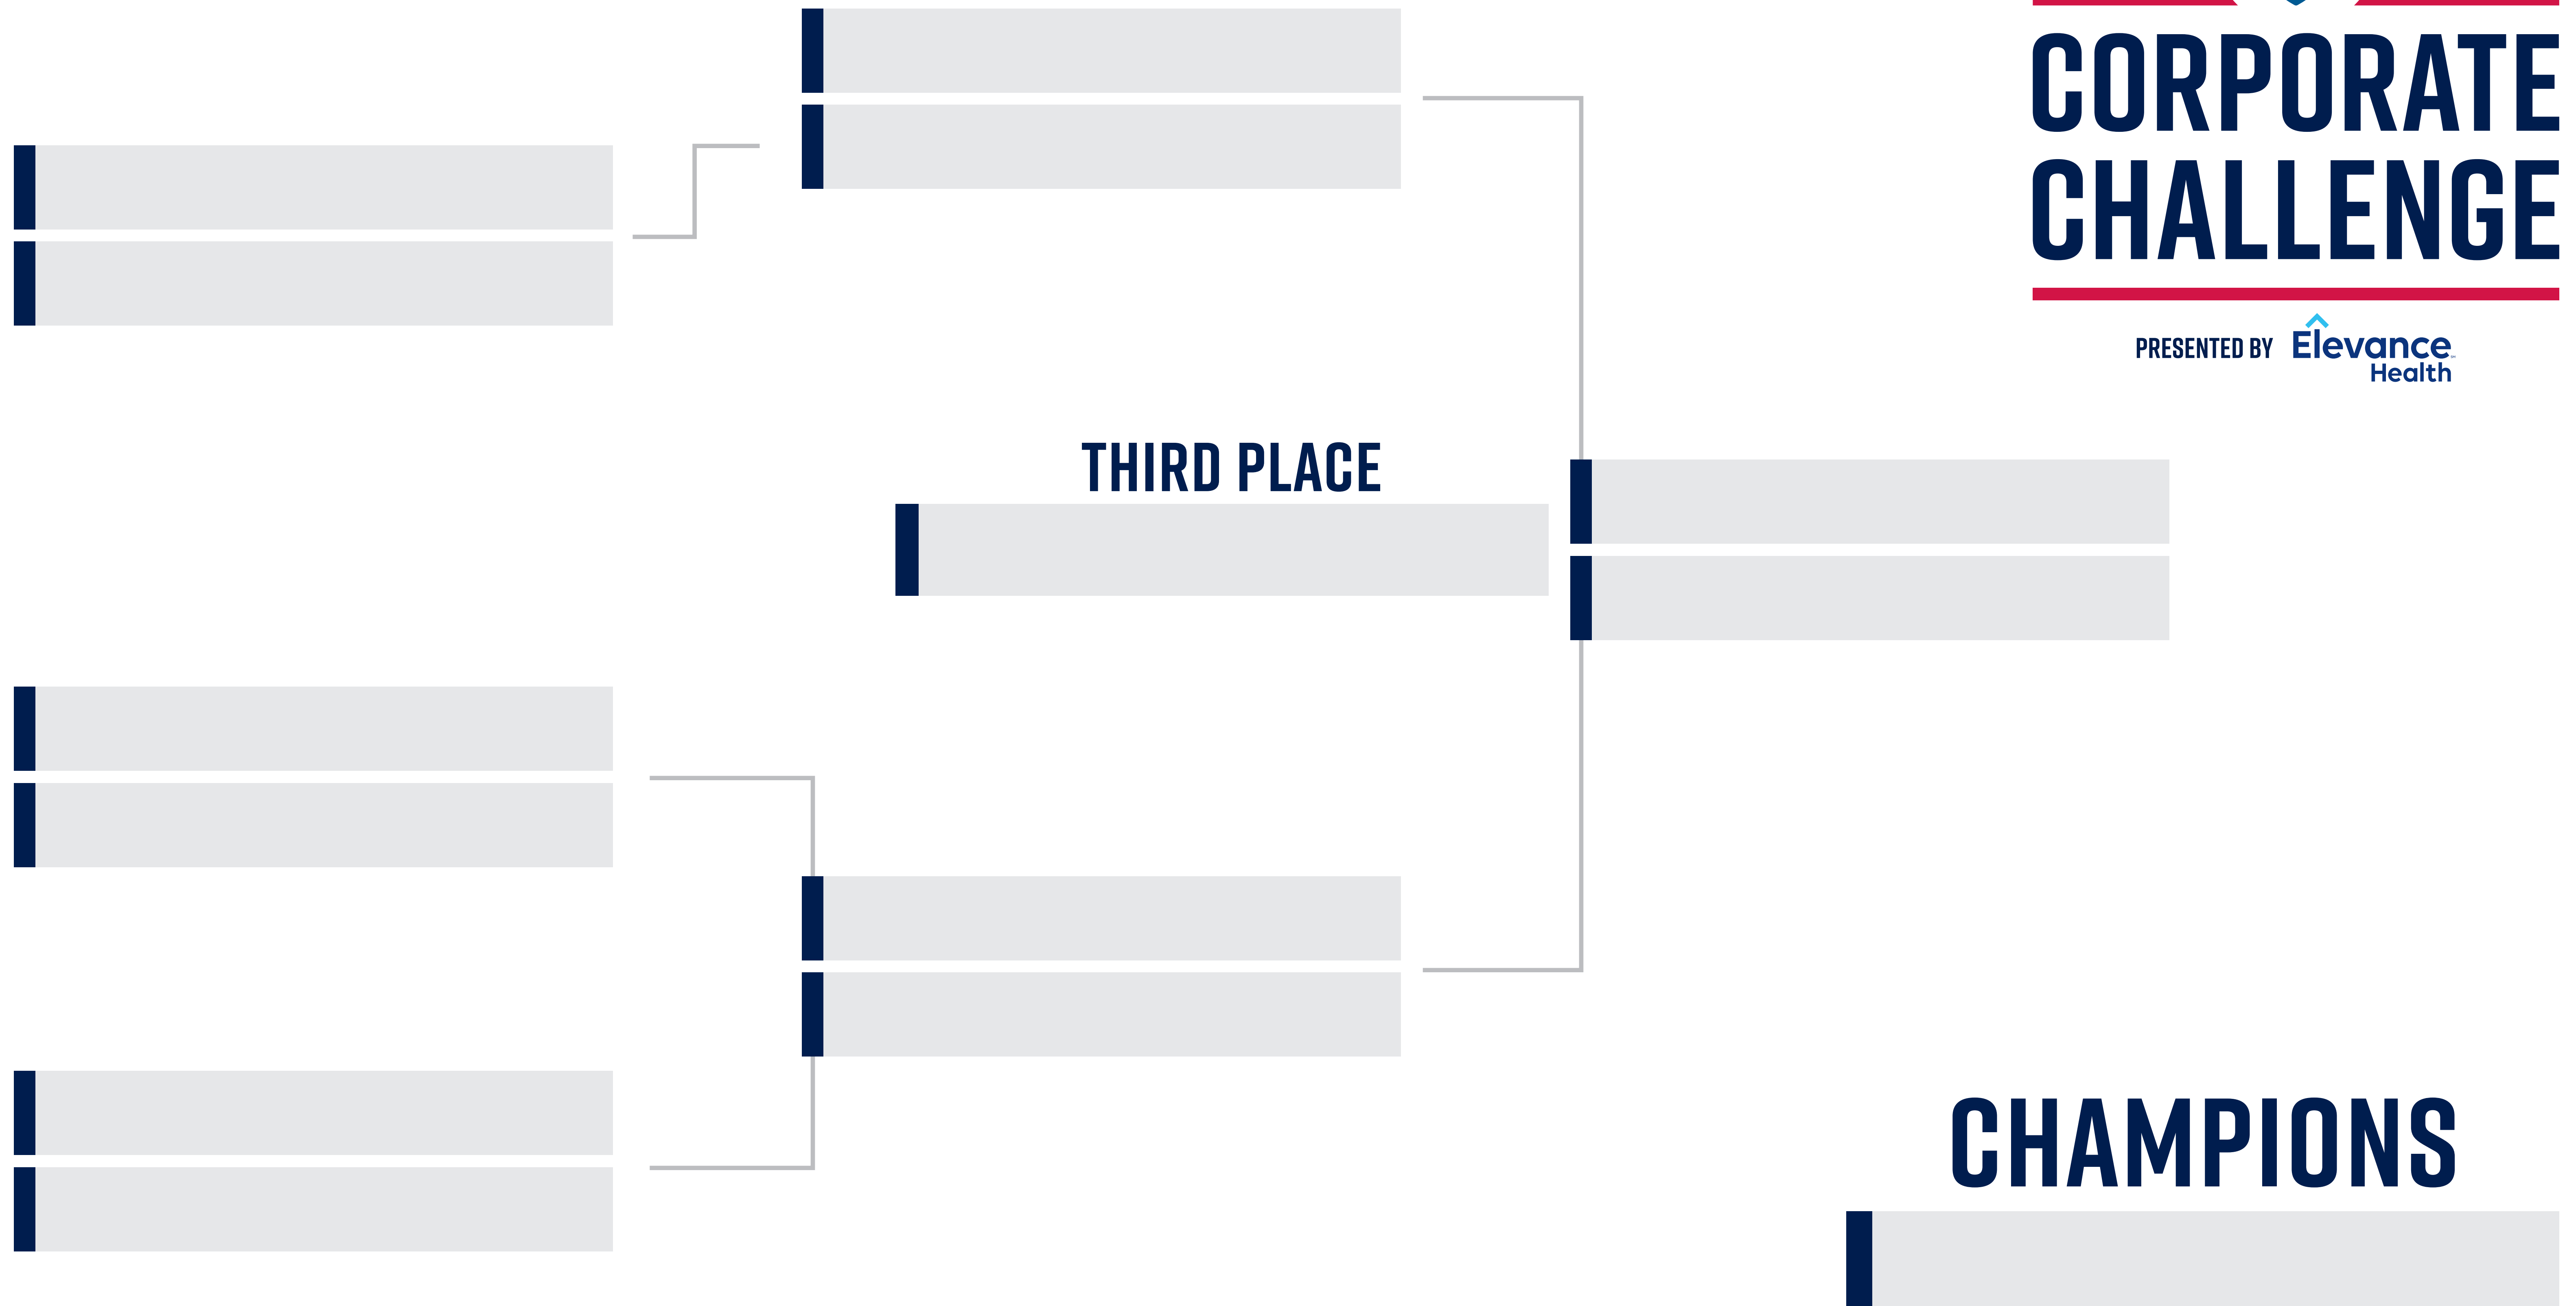 CORPORATE
CHALLENGE
PRESENTED BY Elevance
Health
THIRD PLACE
CHAMPIONS